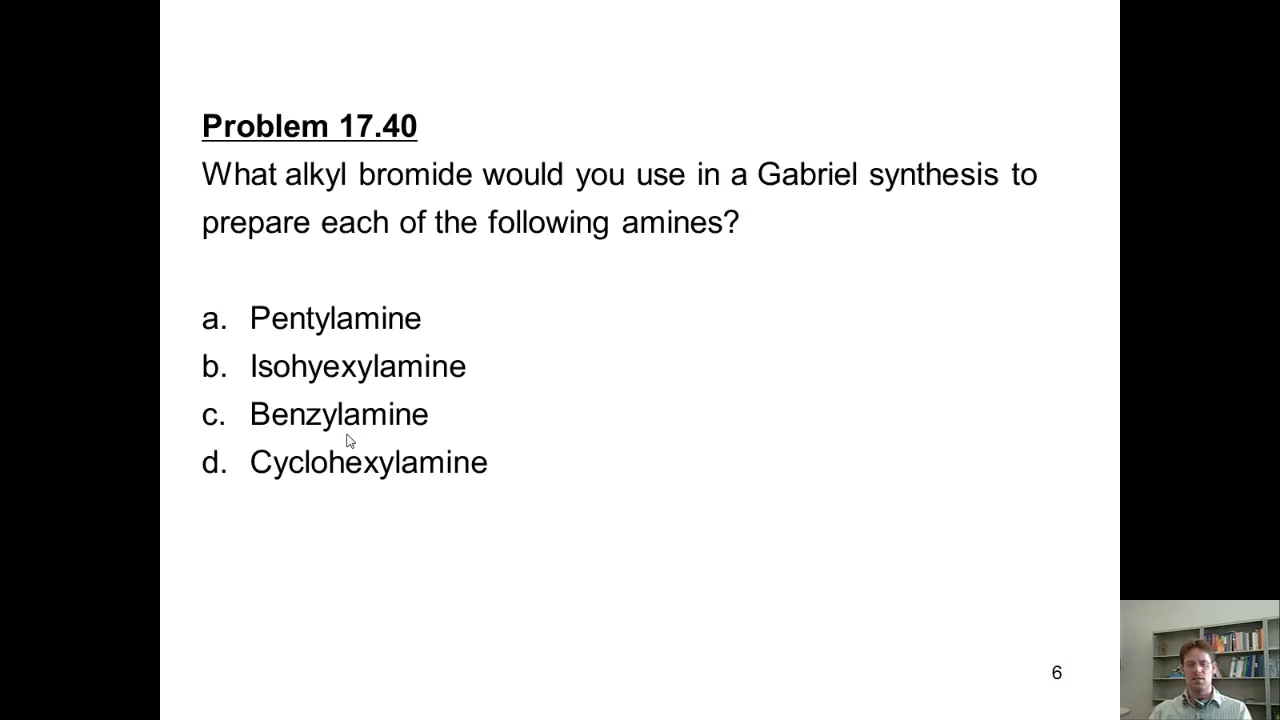 Problem 17.40
What alkyl bromide would you use in a Gabriel synthesis to
prepare each of the following amines?
a. Pentylamine
b. Isohyexylamine
c. Benzylamine
d. Cyclohexylamine
6